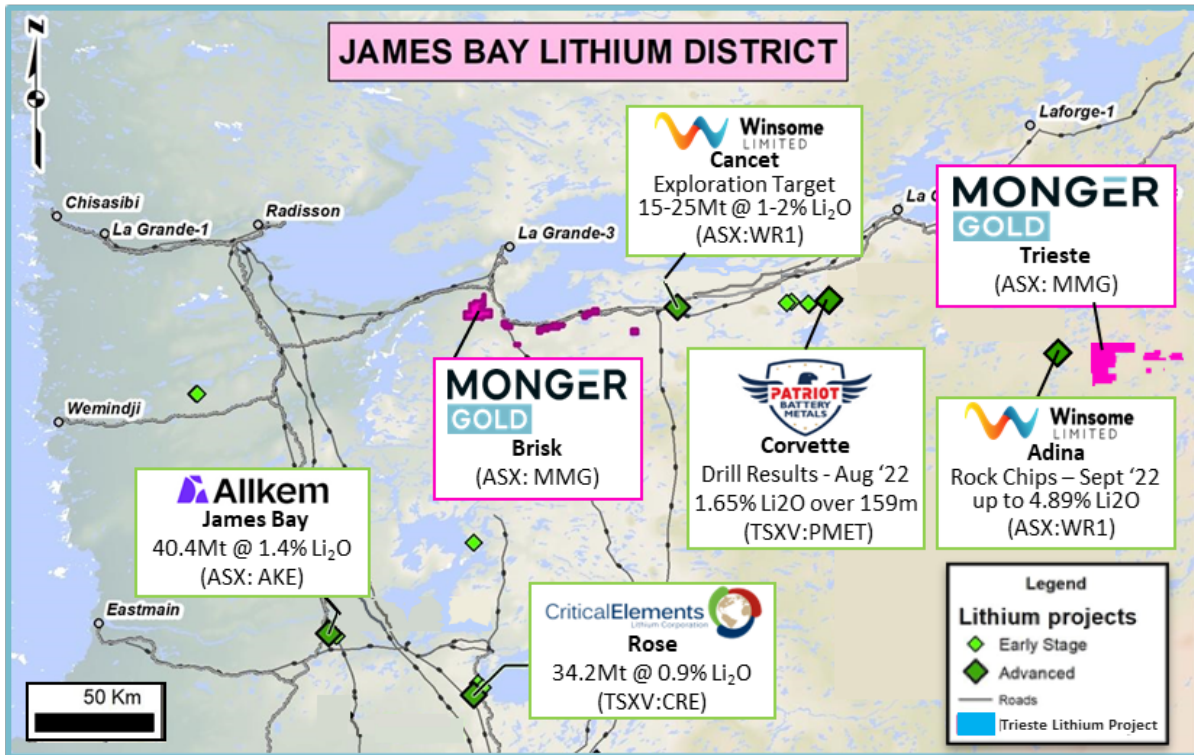 JAMES BAY LITHIUM DISTRICT
Z
Laforge-1
Winsome
LIMITED
Cancet
Exploration Target
15-25Mt @ 1-2% Li₂O
(ASX:WR1)
Chisasibi
La Grande-1
Radisson
La Grande-3
La G
MONGER
GOLD
Trieste
(ASX: MMG)
MONGER
GOLD
Brisk
(ASX: MMG)
Wemindji
PATRIOT
BATTERY
METALS
Corvette
Drill Results - Aug ‘22
1.65% Li2O over 159m
(TSXV:PMET)
Winsome
LIMITED
Adina
Rock Chips – Sept ‘22
up to 4.89% Li2O
(ASX:WR1)
Allkem
James Bay
40.4Mt @ 1.4% Li₂O
(ASX: AKE)
Eastmain
CriticalElements
Lithium Corporation
Rose
34.2Mt @ 0.9% Li₂O
(TSXV:CRE)
50 Km
Legend
Lithium projects
Early Stage
Advanced
Roads
Trieste Lithium Project